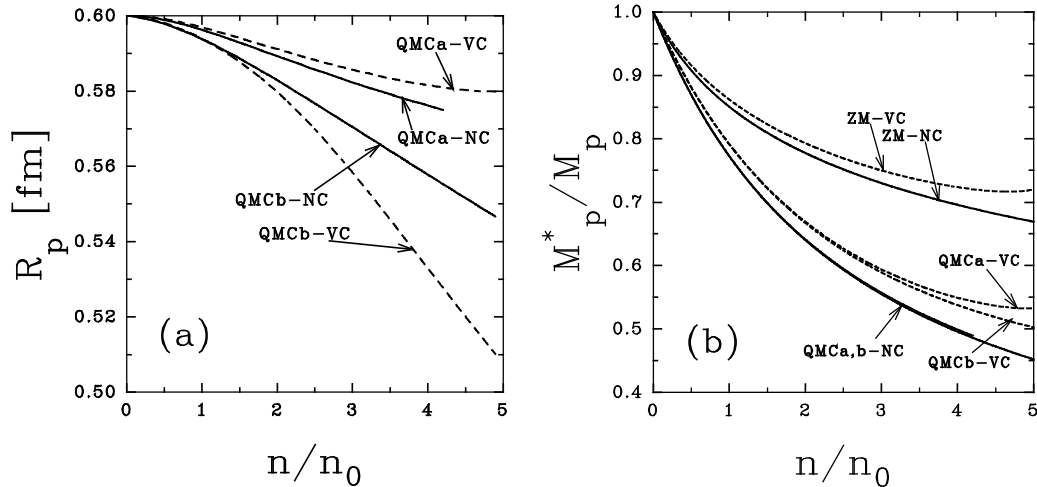 R_p [fm]
0.60
0.58
0.56
0.54
0.52
0.50
QMCa-VC
QMCa-NC
QMCb-NC
QMCb-VC
(a)
0 1 2 3 4 5
n/n_0
M*_p/M_p
1.0
0.9
0.8
0.7
0.6
0.5
0.4
ZM-VC
ZM-NC
QMCa-VC
QMCa,b-NC
QMCb-VC
(b)
0 1 2 3 4 5
n/n_0